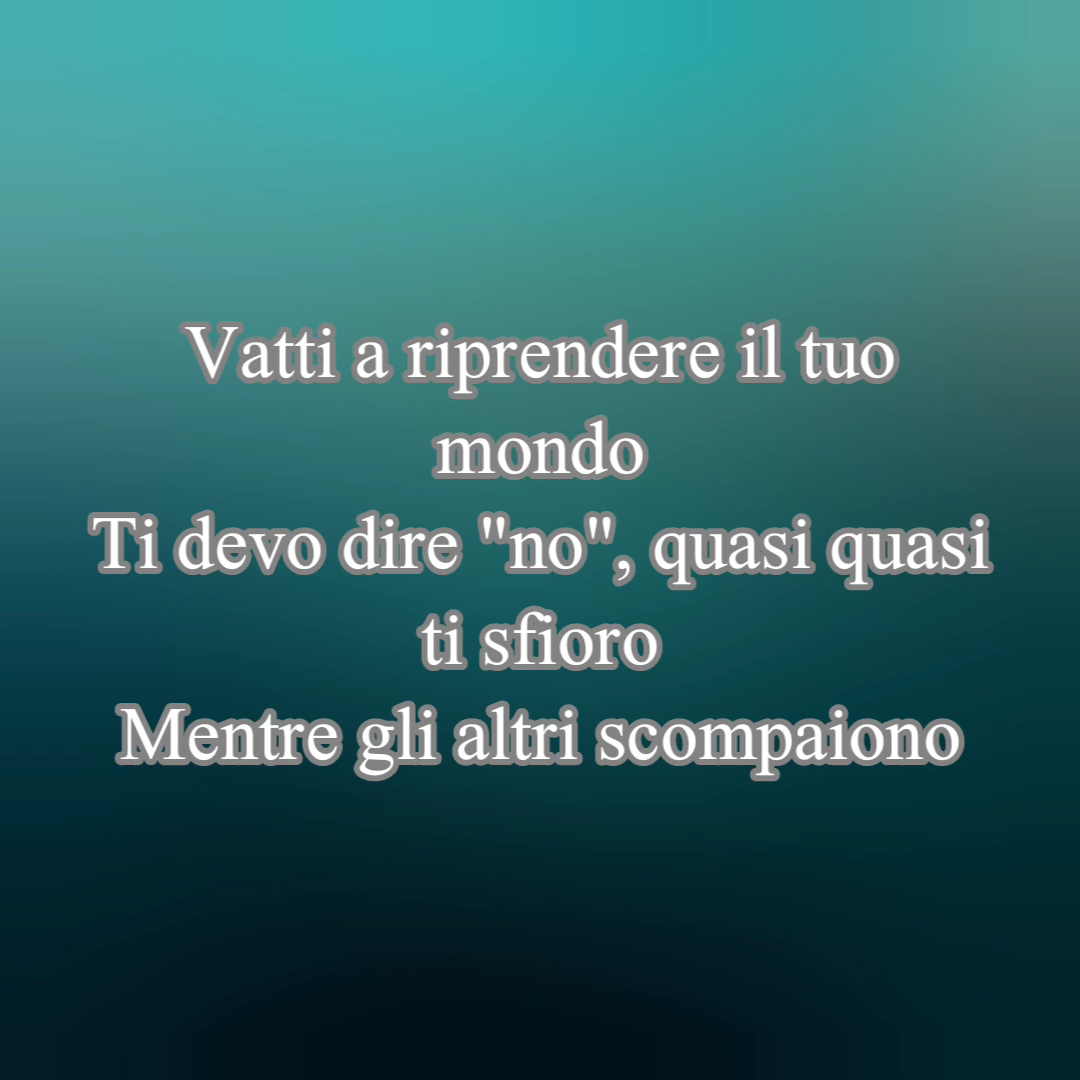 Vatti a riprendere il tuo
mondo
Ti devo dire "no", quasi quasi
ti sfioro
Mentre gli altri scompaiono